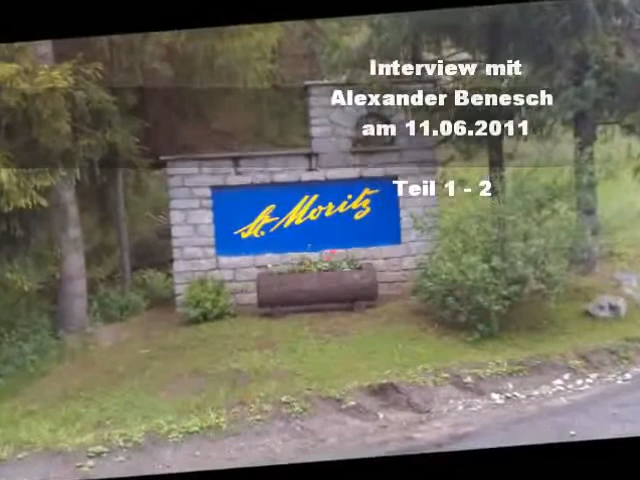 Interview mit
Alexander Benesch
am 11.06.2011
Teil 1 - 2
St. Moritz